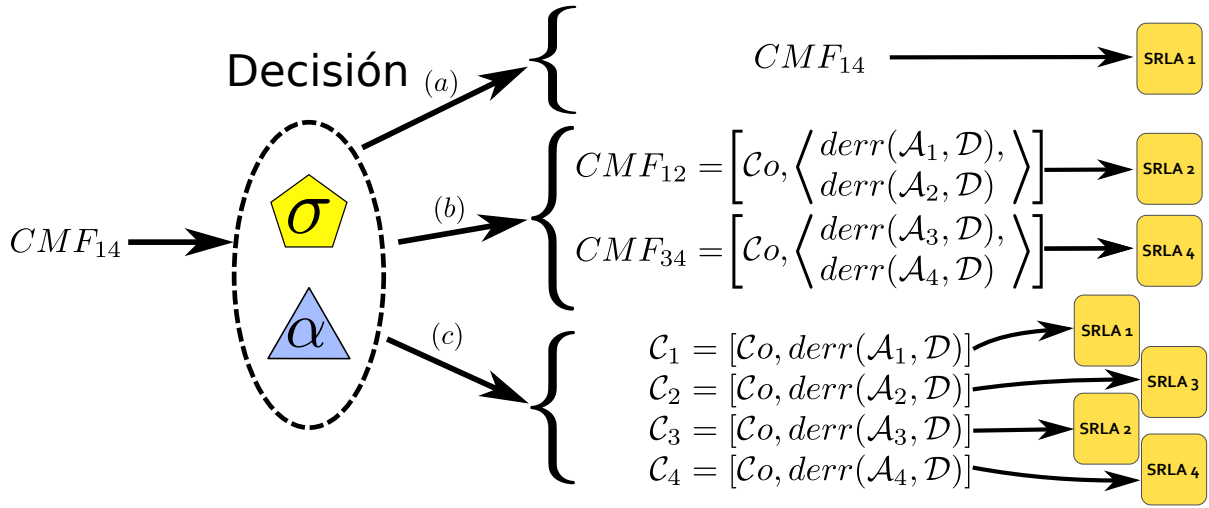 Decisión
CMF₁₄
σ
α
(a)
CMF₁₄
SRLA 1
(b)
CMF₁₂ = [𝒞o, ⟨derr(𝒜₁, 𝒟),
derr(𝒜₂, 𝒟)⟩]
SRLA 2
CMF₃₄ = [𝒞o, ⟨derr(𝒜₃, 𝒟),
derr(𝒜₄, 𝒟)⟩]
SRLA 4
(c)
𝒞₁ = [𝒞o, derr(𝒜₁, 𝒟)]
SRLA 1
𝒞₂ = [𝒞o, derr(𝒜₂, 𝒟)]
SRLA 3
𝒞₃ = [𝒞o, derr(𝒜₃, 𝒟)]
SRLA 2
𝒞₄ = [𝒞o, derr(𝒜₄, 𝒟)]
SRLA 4